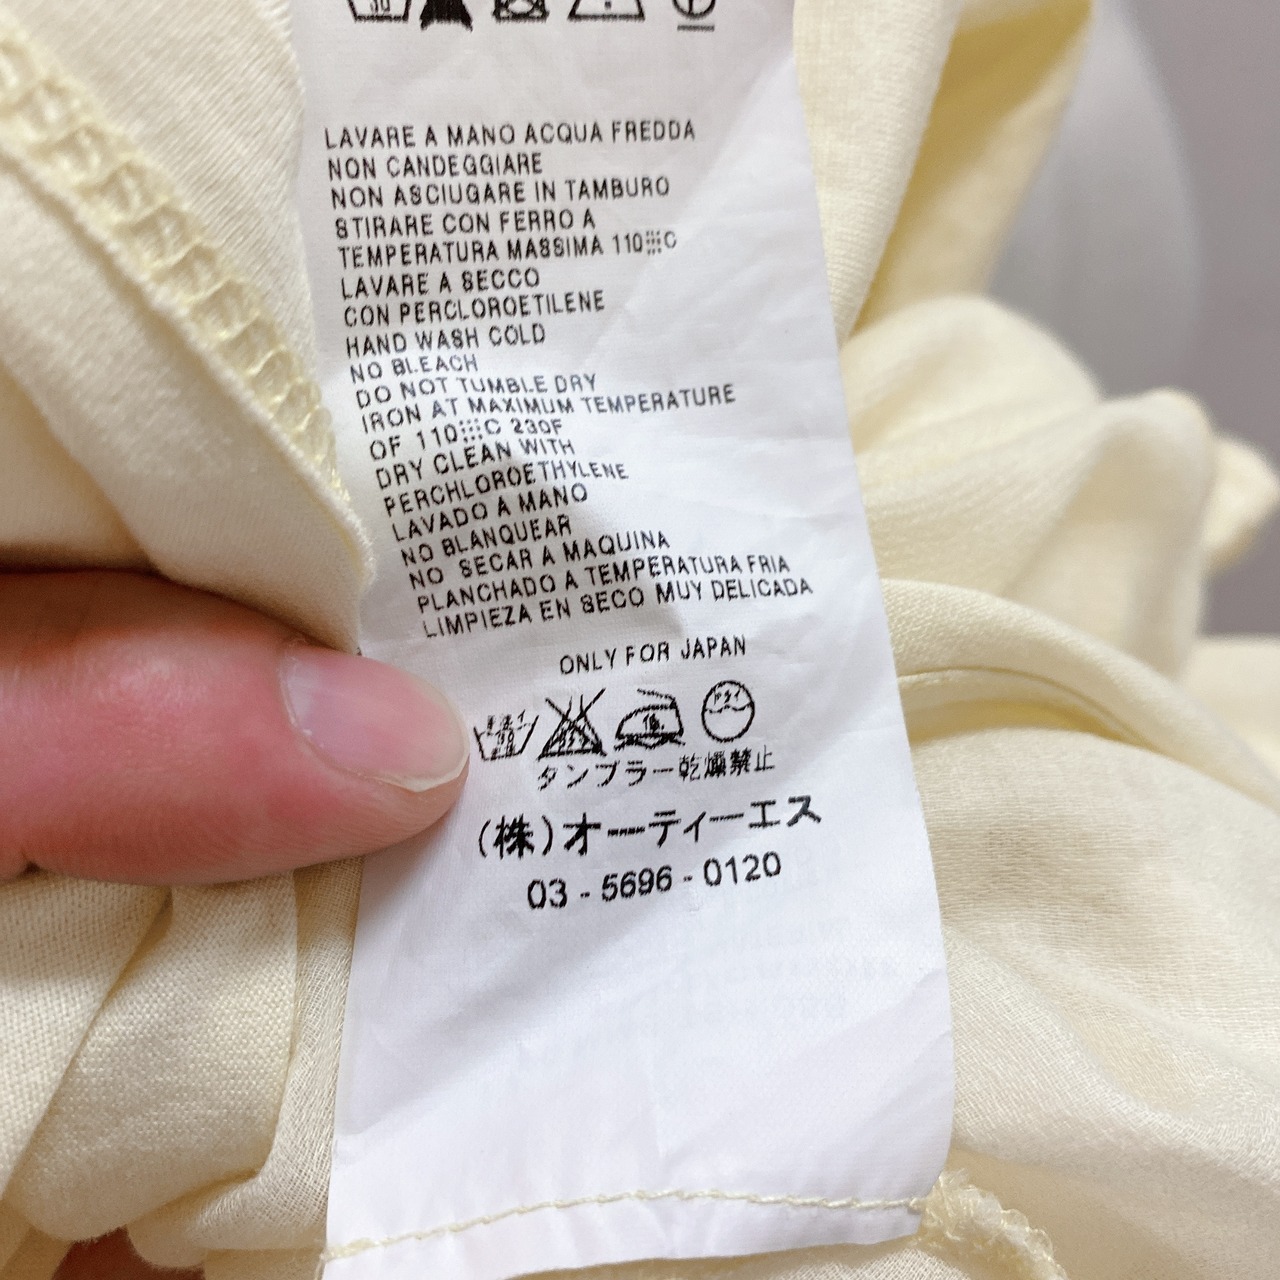 30
LAVARE A MANO ACQUA FREDDA
NON CANDEGGIARE
NON ASCIUGARE IN TAMBURO
STIRARE CON FERRO A
TEMPERATURA MASSIMA 110 C
LAVARE A SECCO
CON PERCLOROETILENE
HAND WASH COLD
NO BLEACH
DO NOT TUMBLE DRY
IRON AT MAXIMUM TEMPERATURE
OF 110 C 230F
DRY CLEAN WITH
PERCHLOROETHYLENE
LAVADO A MANO
NO BLANQUEAR
NO SECAR A MAQUINA
PLANCHADO A TEMPERATURA FRIA
LIMPIEZA EN SECO MUY DELICADA
ONLY FOR JAPAN
ドライ
タンブラー乾燥禁止
(株)オーティーエス
03 - 5696 - 0120